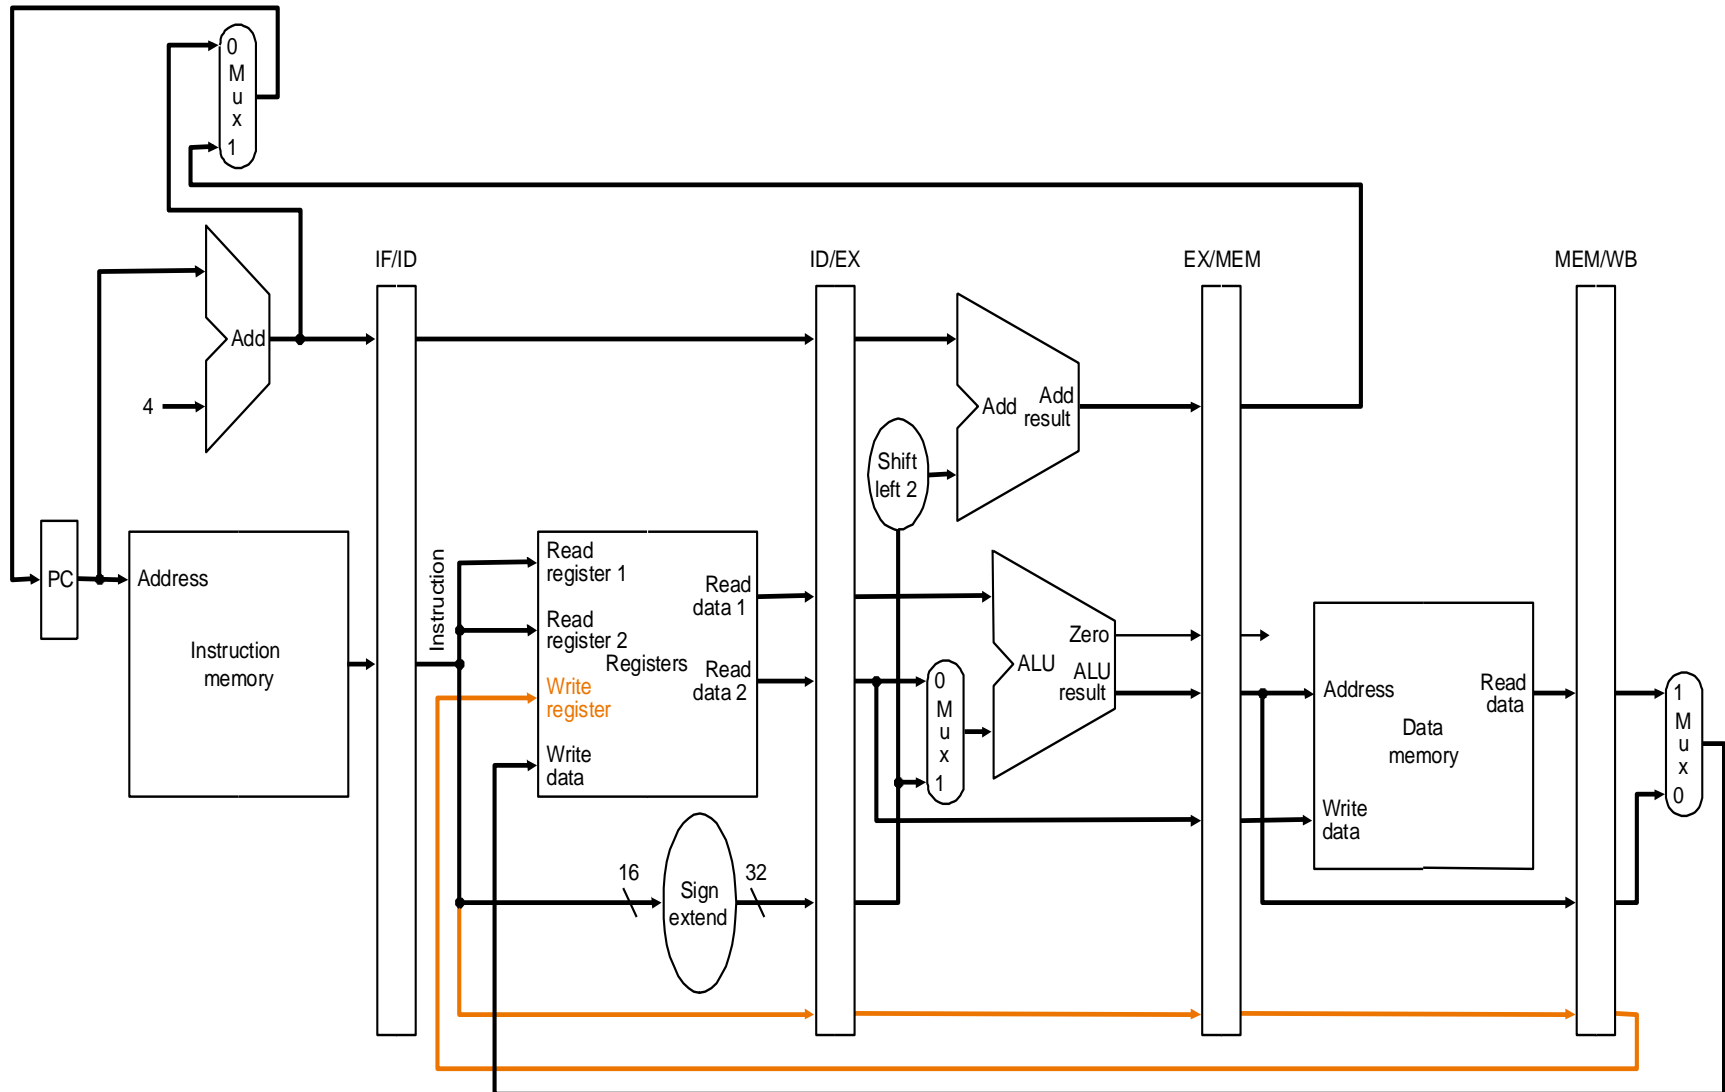 0
M
u
x
1
IF/ID
ID/EX
EX/MEM
MEM/WB
Add
4
Add
Add
result
Shift
left 2
PC
Address
Instruction
memory
Instruction
Read
register 1
Read
register 2
Write
register
Write
data
Registers
Read
data 1
Read
data 2
16
Sign
extend
32
0
M
u
x
1
Zero
ALU
ALU
result
Address
Read
data
Data
memory
Write
data
1
M
u
x
0